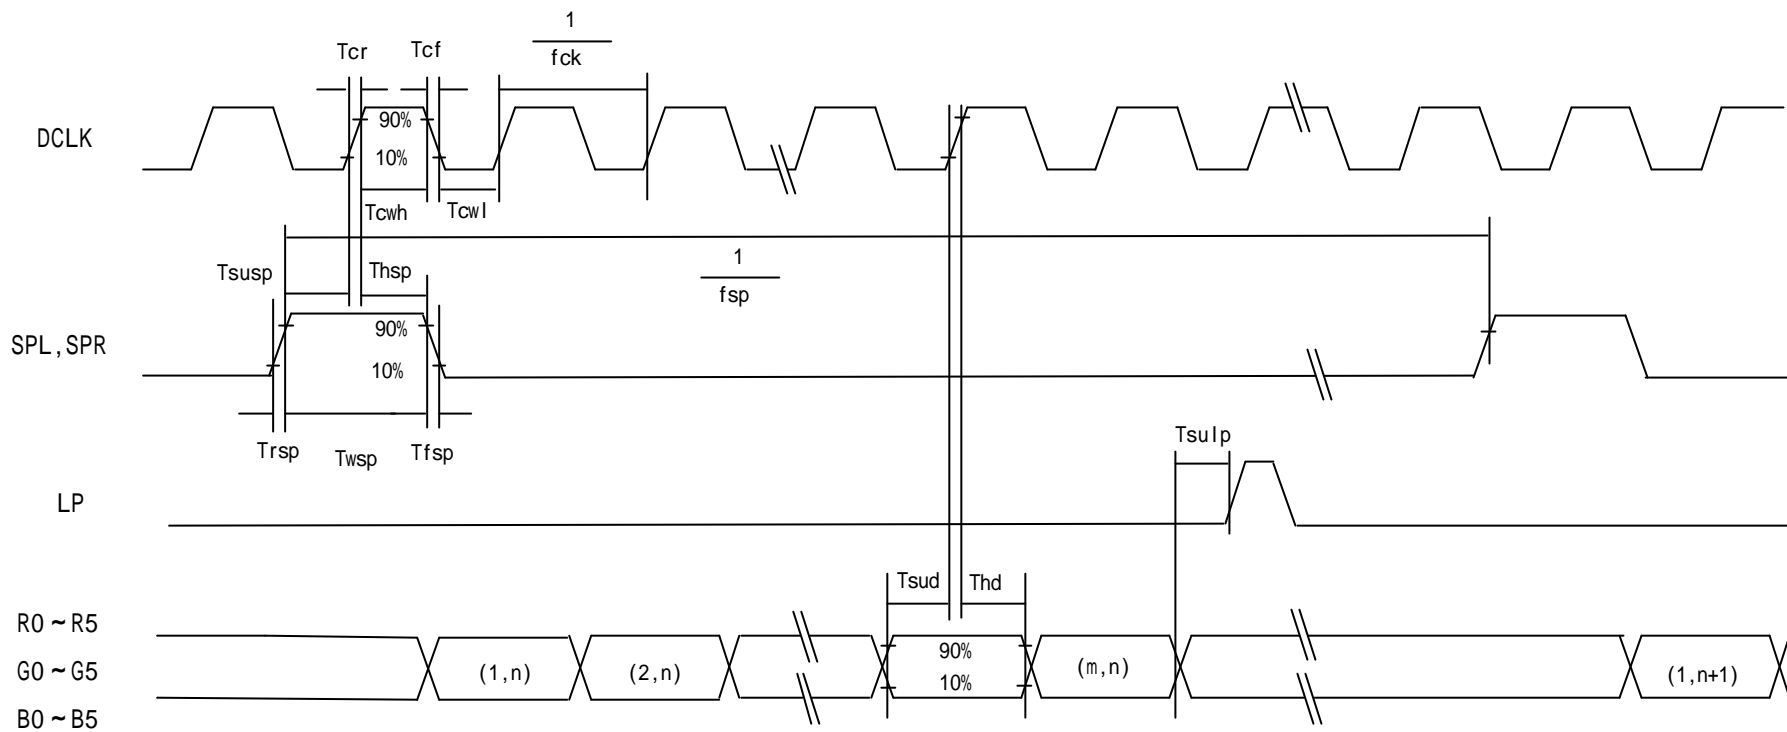 1
fck
Tcr
Tcf
DCLK
90%
10%
Tcwh
Tcwl
1
fsp
Tsusp
Thsp
SPL,SPR
90%
10%
Trsp
Twsp
Tfsp
Tsulp
LP
Tsud
Thd
R0~R5
G0~G5
B0~B5
(1,n)
(2,n)
90%
10%
(m,n)
(1,n+1)